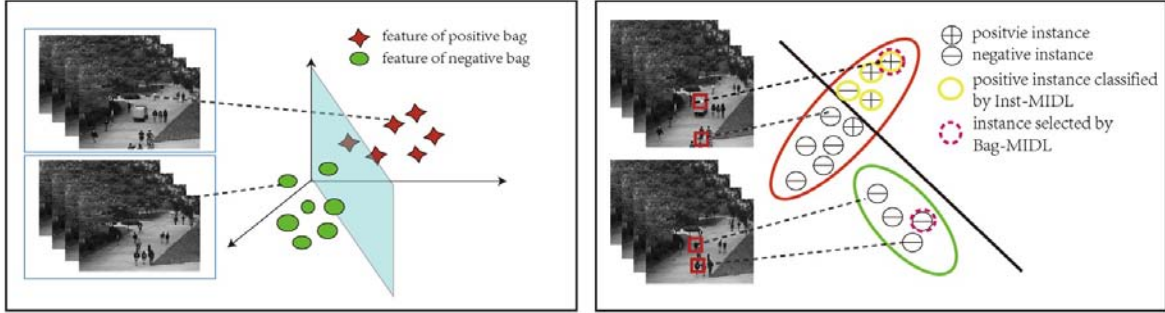 feature of positive bag
feature of negative bag
positvie instance
negative instance
positive instance classified
by Inst-MIDL
instance selected by
Bag-MIDL